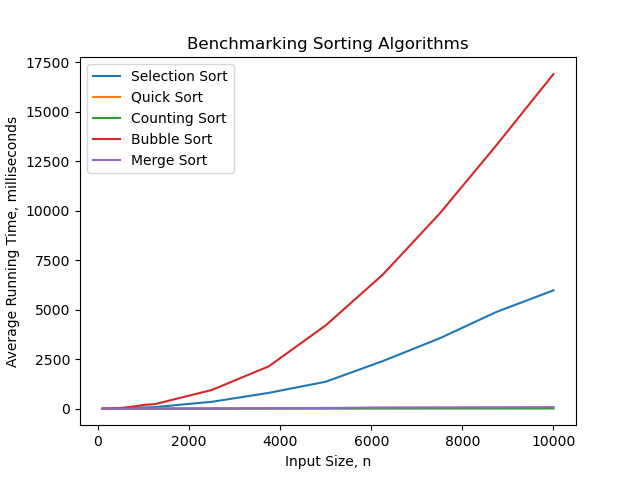 Benchmarking Sorting Algorithms
17500
15000
12500
10000
7500
5000
2500
0
Average Running Time, milliseconds
Selection Sort
Quick Sort
Counting Sort
Bubble Sort
Merge Sort
0 2000 4000 6000 8000 10000
Input Size, n